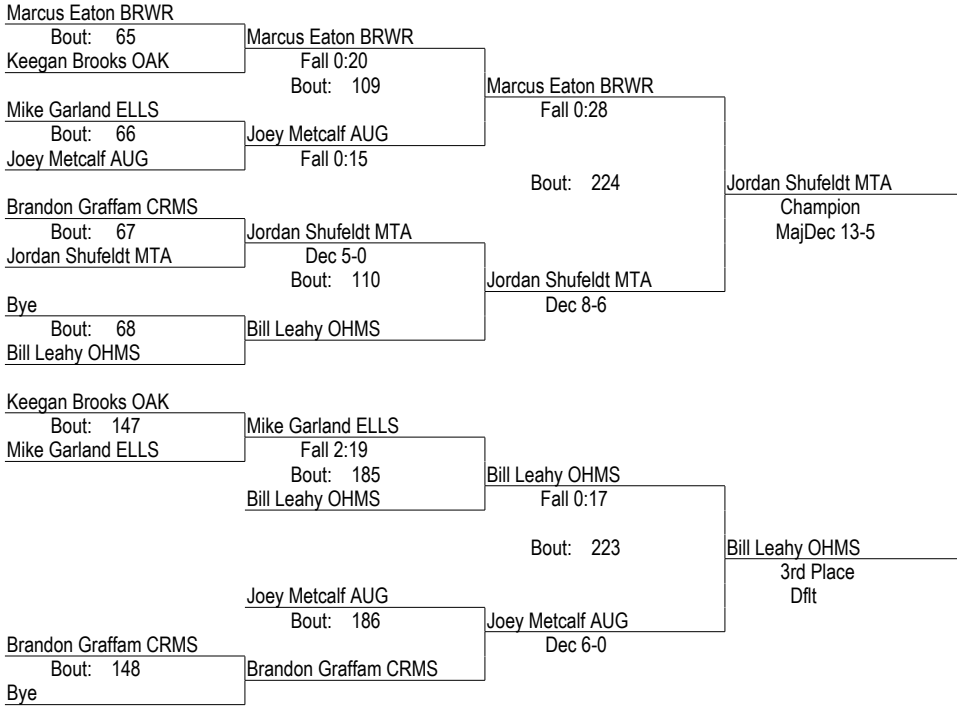 Marcus Eaton BRWR
Bout: 65
Marcus Eaton BRWR
Keegan Brooks OAK
Fall 0:20
Bout: 109
Marcus Eaton BRWR
Mike Garland ELLS
Fall 0:28
Bout: 66
Joey Metcalf AUG
Joey Metcalf AUG
Fall 0:15
Bout: 224
Jordan Shufeldt MTA
Brandon Graffam CRMS
Champion
Bout: 67
Jordan Shufeldt MTA
MajDec 13-5
Jordan Shufeldt MTA
Dec 5-0
Bout: 110
Jordan Shufeldt MTA
Bye
Dec 8-6
Bout: 68
Bill Leahy OHMS
Bill Leahy OHMS
Keegan Brooks OAK
Bout: 147
Mike Garland ELLS
Mike Garland ELLS
Fall 2:19
Bout: 185
Bill Leahy OHMS
Bill Leahy OHMS
Fall 0:17
Bout: 223
Bill Leahy OHMS
3rd Place
Joey Metcalf AUG
Dflt
Bout: 186
Joey Metcalf AUG
Brandon Graffam CRMS
Dec 6-0
Bout: 148
Brandon Graffam CRMS
Bye